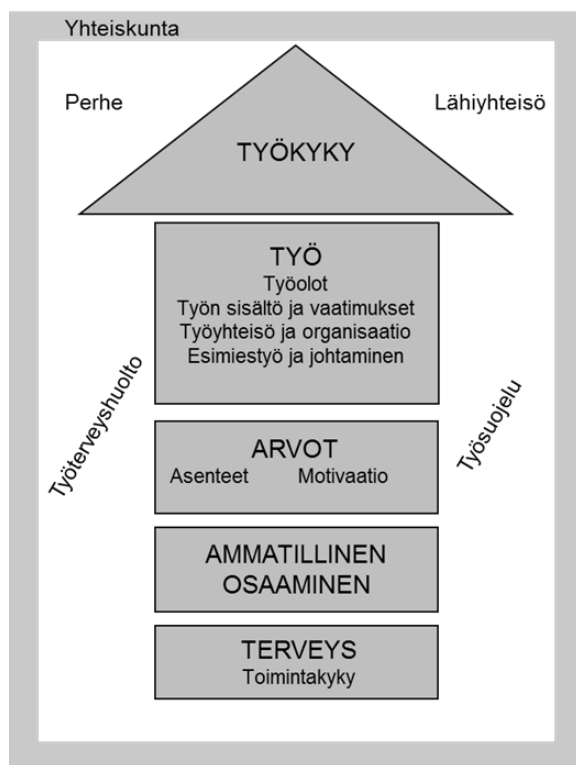 Yhteiskunta
Perhe
Lähiyhteisö
TYÖKYKY
TYÖ
Työolot
Työn sisältö ja vaatimukset
Työyhteisö ja organisaatio
Esimiestyö ja johtaminen
Työterveyshuolto
Työsuojelu
ARVOT
Asenteet Motivaatio
AMMATILLINEN
OSAAMINEN
TERVEYS
Toimintakyky